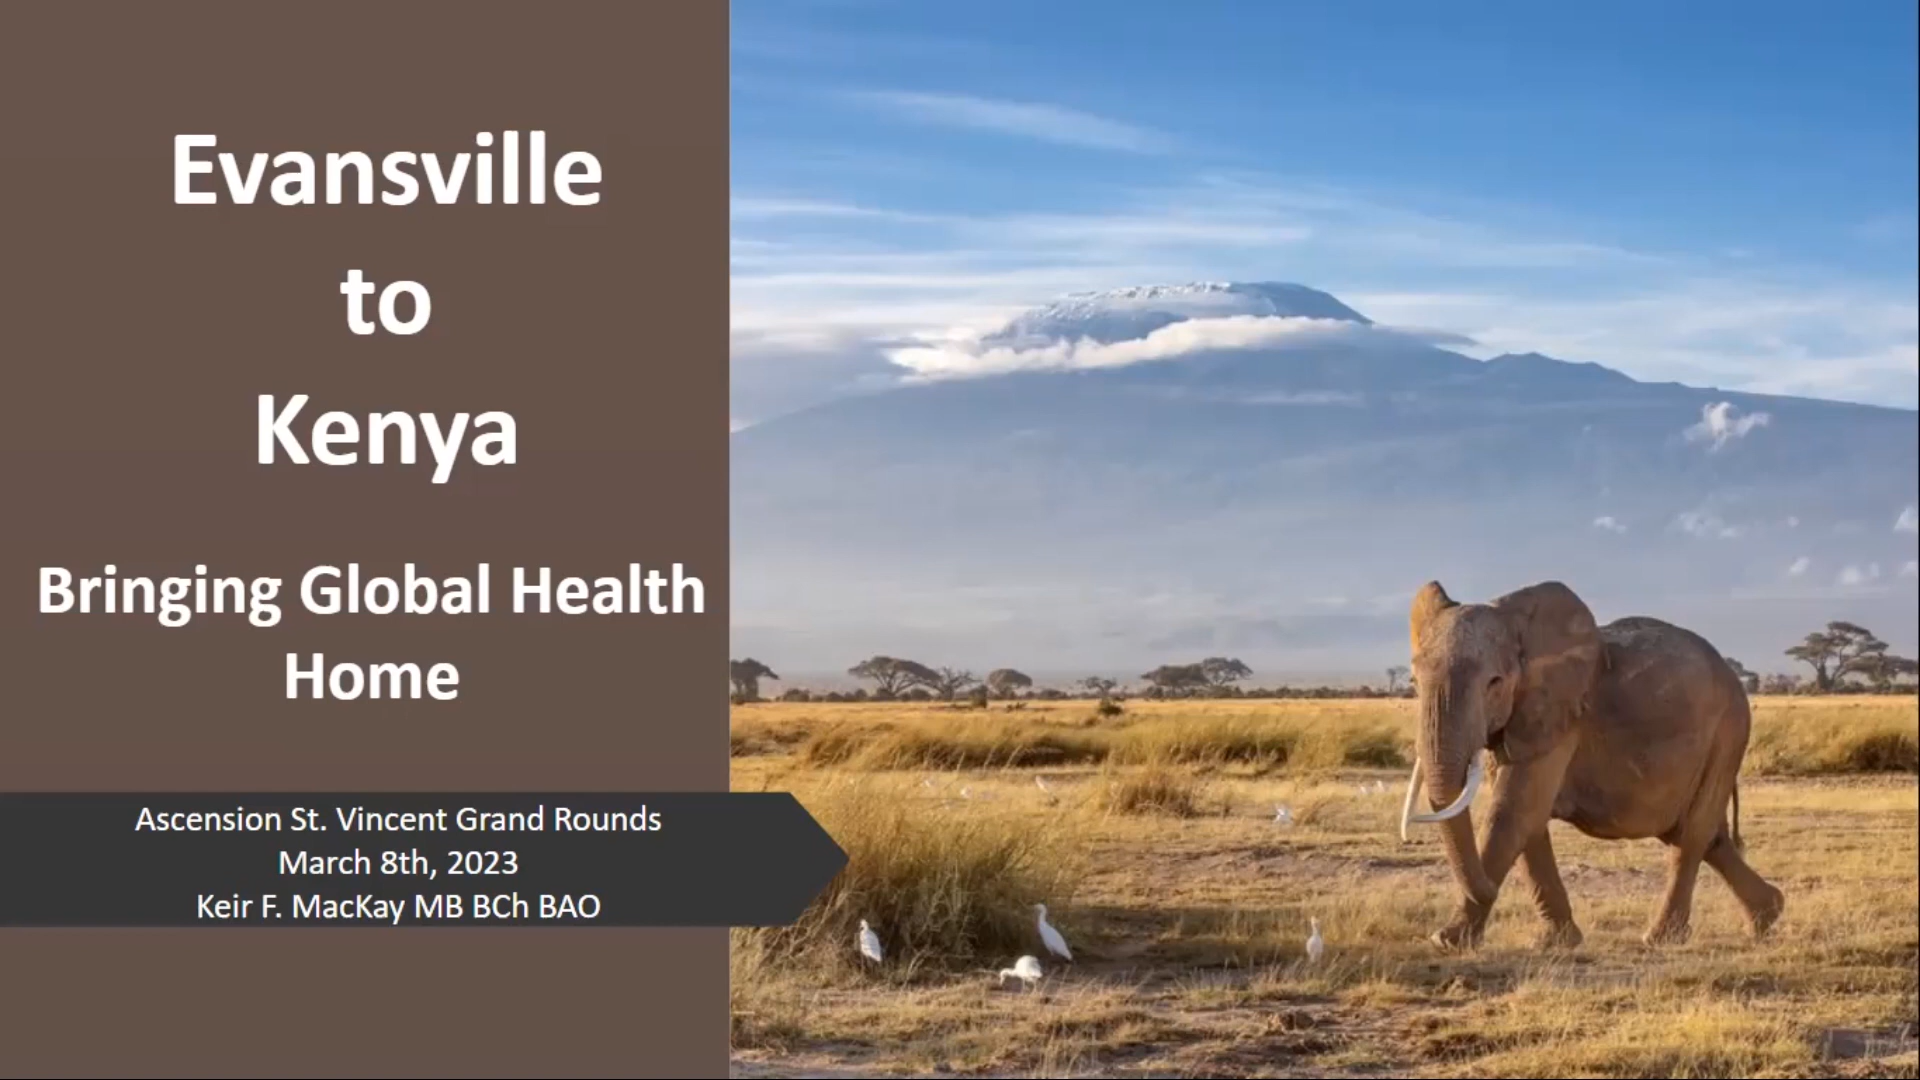 Evansville
to
Kenya
Bringing Global Health
Home
Ascension St. Vincent Grand Rounds
March 8th, 2023
Keir F. MacKay MB BCh BAO